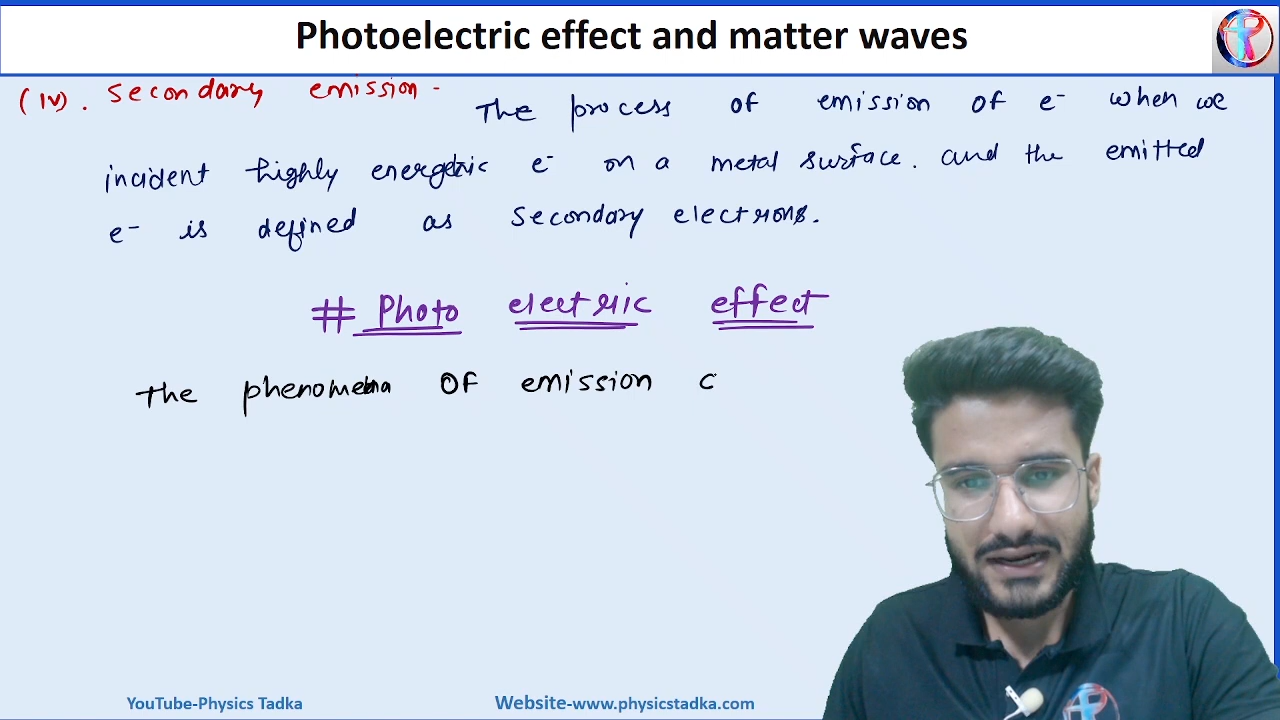 Photoelectric effect and matter waves
(iv). Secondary emission. The process of emission of e⁻ when we
incident highly energetic e⁻ on a metal surface. and the emitted
e⁻ is defined as secondary electrons.
# Photo electric effect
The phenomena of emission c
YouTube-Physics Tadka
Website-www.physicstadka.com